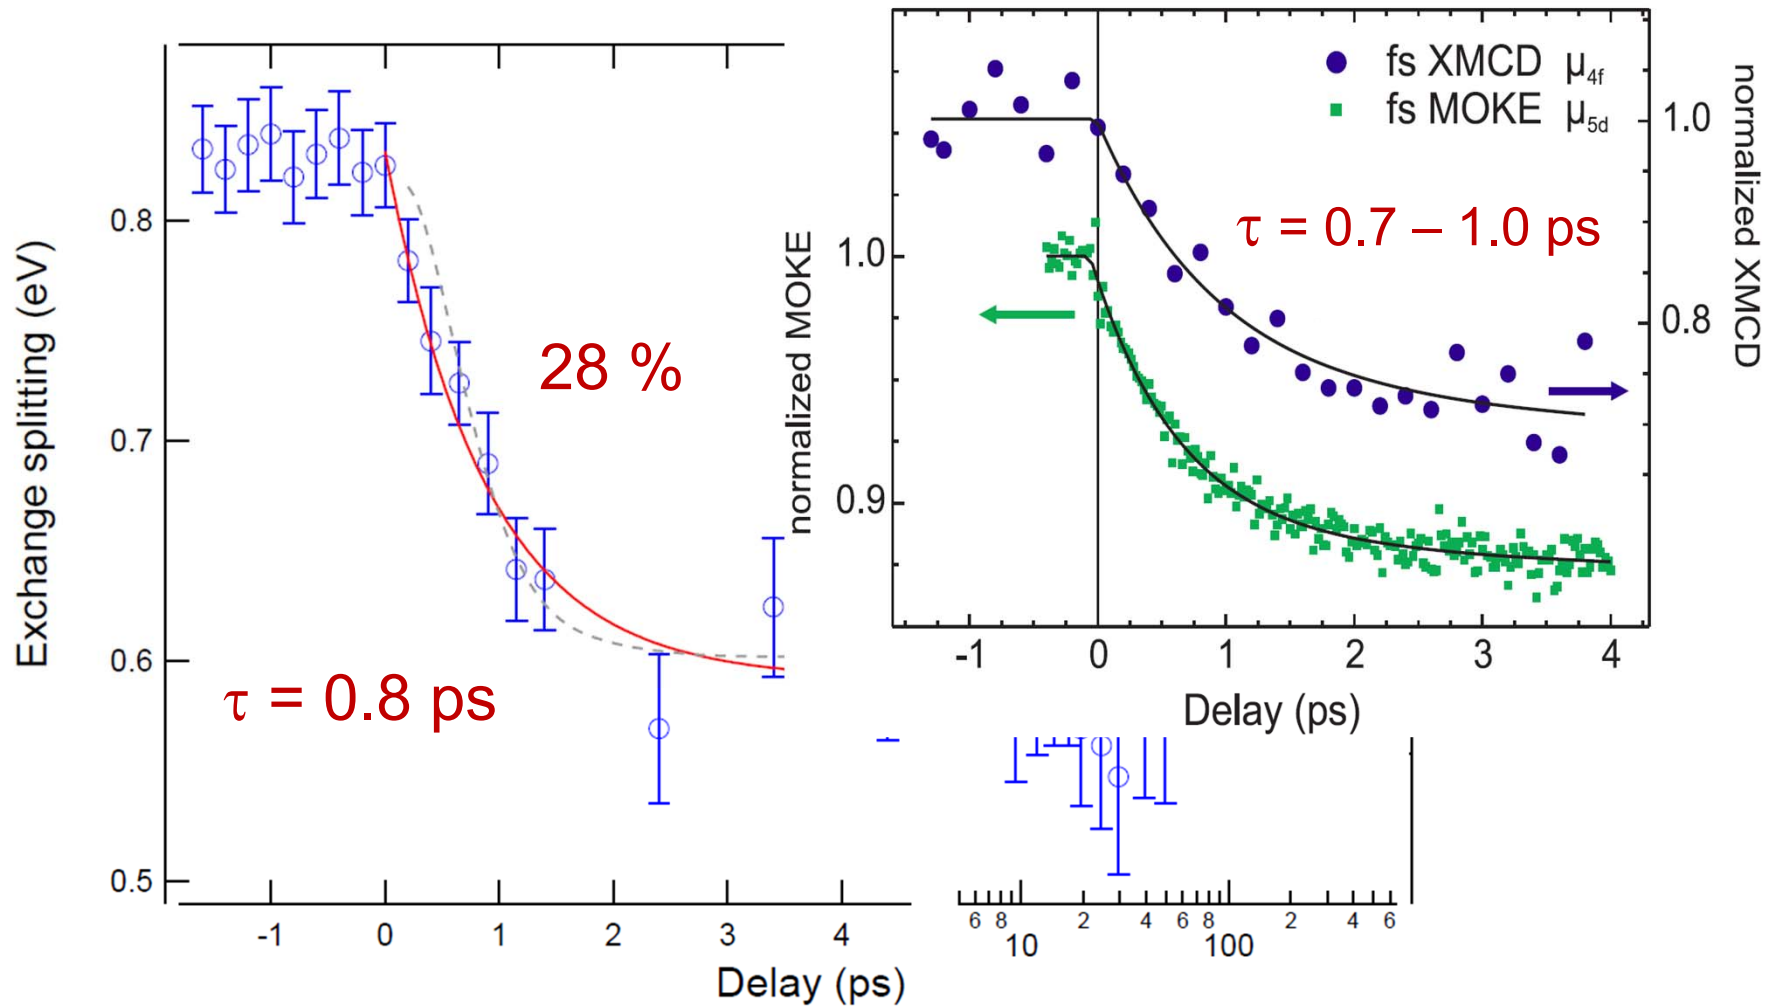 Exchange splitting (eV)
0.8
0.7
0.6
0.5
28 %
τ = 0.8 ps
-1 0 1 2 3 4
6 8 2 4 6 8 2 4 6
10 100
Delay (ps)
fs XMCD μ4f
fs MOKE μ5d
τ = 0.7 – 1.0 ps
normalized MOKE
1.0
0.9
normalized XMCD
1.0
0.8
-1 0 1 2 3 4
Delay (ps)